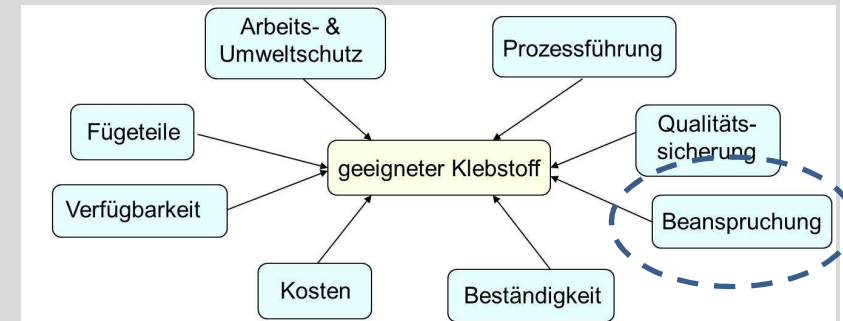 Arbeits- &
Umweltschutz
Prozessführung
Fügeteile
Qualitäts-
sicherung
geeigneter Klebstoff
Verfügbarkeit
Beanspruchung
Kosten
Beständigkeit